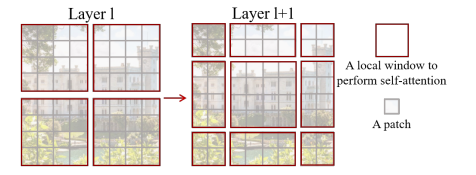 Layer l
Layer l+1
A local window to
perform self-attention
A patch